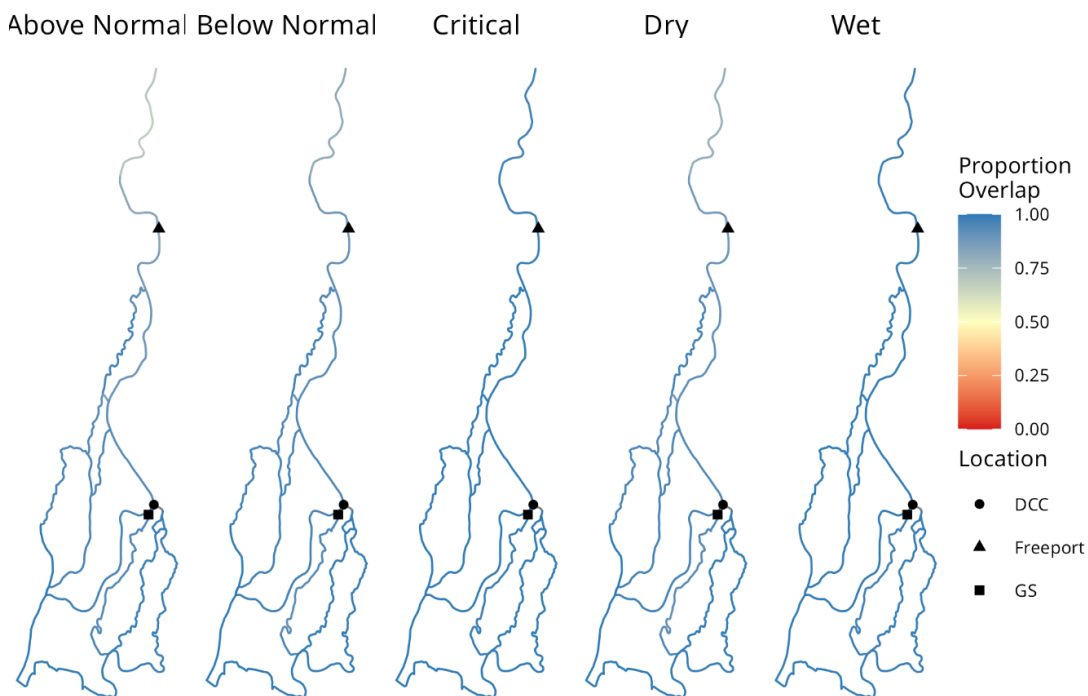 Above Normal
Below Normal
Critical
Dry
Wet
Proportion
Overlap
1.00
0.75
0.50
0.25
0.00
Location
DCC
Freeport
GS